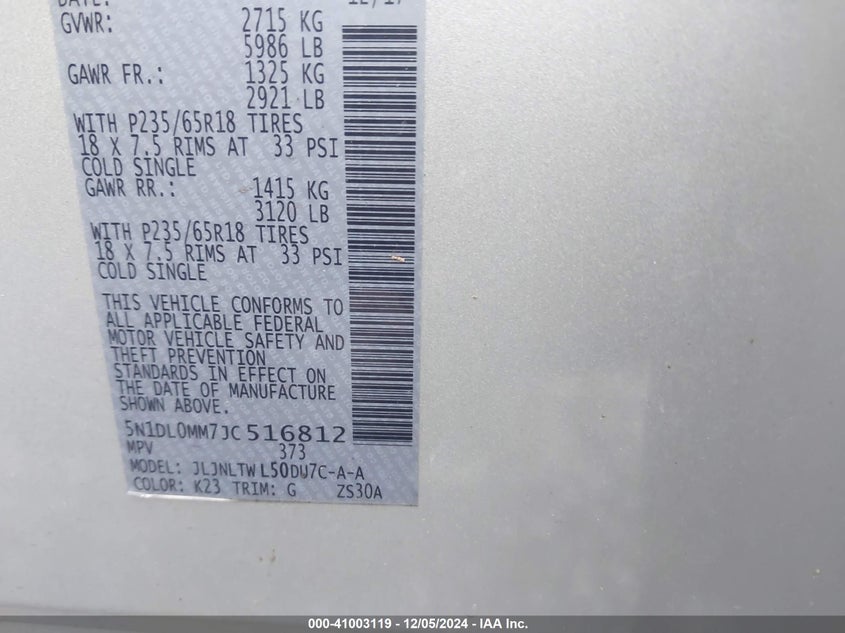 DATE: 12/17
GVWR: 2715 KG
5986 LB
GAWR FR.: 1325 KG
2921 LB
WITH P235/65R18 TIRES
18 X 7.5 RIMS AT 33 PSI
COLD SINGLE
GAWR RR.: 1415 KG
3120 LB
WITH P235/65R18 TIRES
18 X 7.5 RIMS AT 33 PSI
COLD SINGLE
THIS VEHICLE CONFORMS TO
ALL APPLICABLE FEDERAL
MOTOR VEHICLE SAFETY AND
THEFT PREVENTION
STANDARDS IN EFFECT ON
THE DATE OF MANUFACTURE
SHOWN ABOVE.
5N1DL0MM7JC516812
MPV 373
MODEL: JLJNLTWL50DU7C-A-A
COLOR: K23 TRIM: G ZS30A
000-41003119 - 12/05/2024 - IAA Inc.